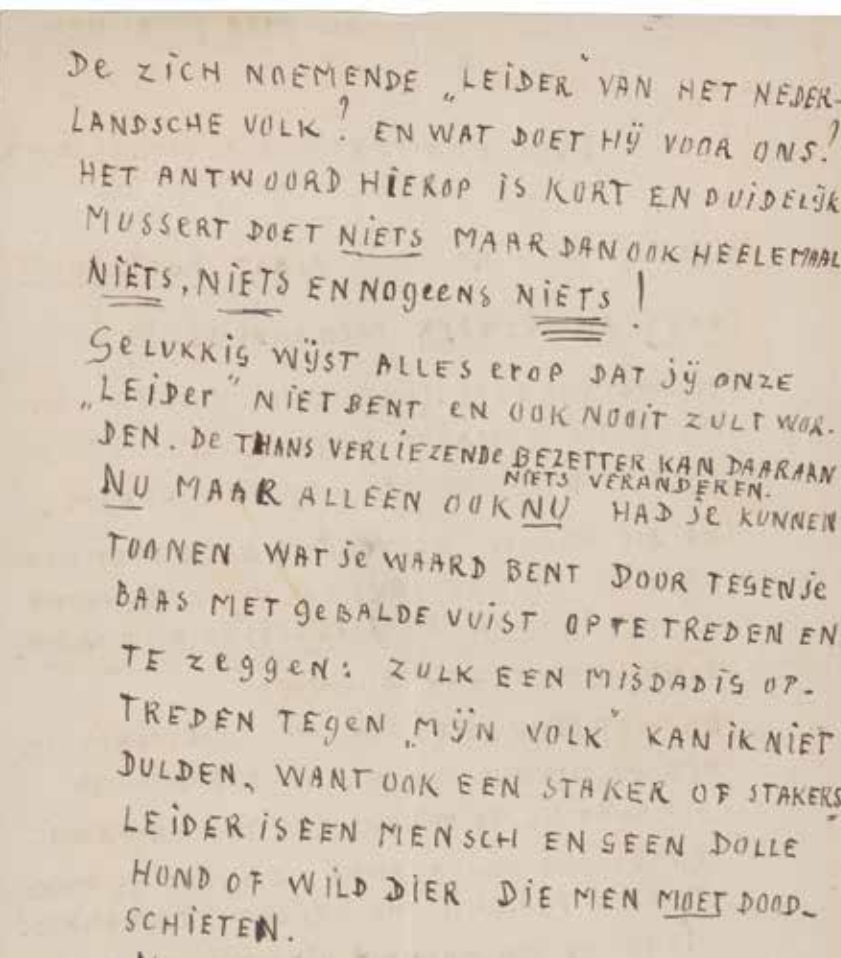 De ZICH NOEMENDE „LEIDER" VAN HET NEDER-
LANDSCHE VOLK? EN WAT DOET HIJ VOOR ONS?
HET ANTWOORD HIEROP IS KORT EN DUIDELIJK
MUSSERT DOET NIETS MAAR DAN OOK HEELEMAAL
NIETS, NIETS EN NOgeens NIETS!
GELUKKIG WIJST ALLES erop DAT JIJ ONZE
„LEIDer" NIET BENT EN OOK NOOIT ZULT WOR-
DEN. De THANS VERLIEZENDe BEZETTER KAN DAARAAN
NIETS VERANDEREN.
NU MAAR ALLEEN OOK NU HAD Je KUNNEN
TOONEN WAT Je WAARD BENT DOOR TEGEN Je
BAAS MET geBALDE VUIST OP TE TREDEN EN
TE zeggeN: ZULK EEN MISDADIG OP-
TREDEN TEgeN „MIJN VOLK" KAN IK NIET
DULDEN, WANT OOK EEN STAKER OF STAKERS-
LEIDER IS EEN MENSCH EN GEEN DOLLE
HOND OF WILD DIER DIE MEN MOET DOOD-
SCHIETEN.